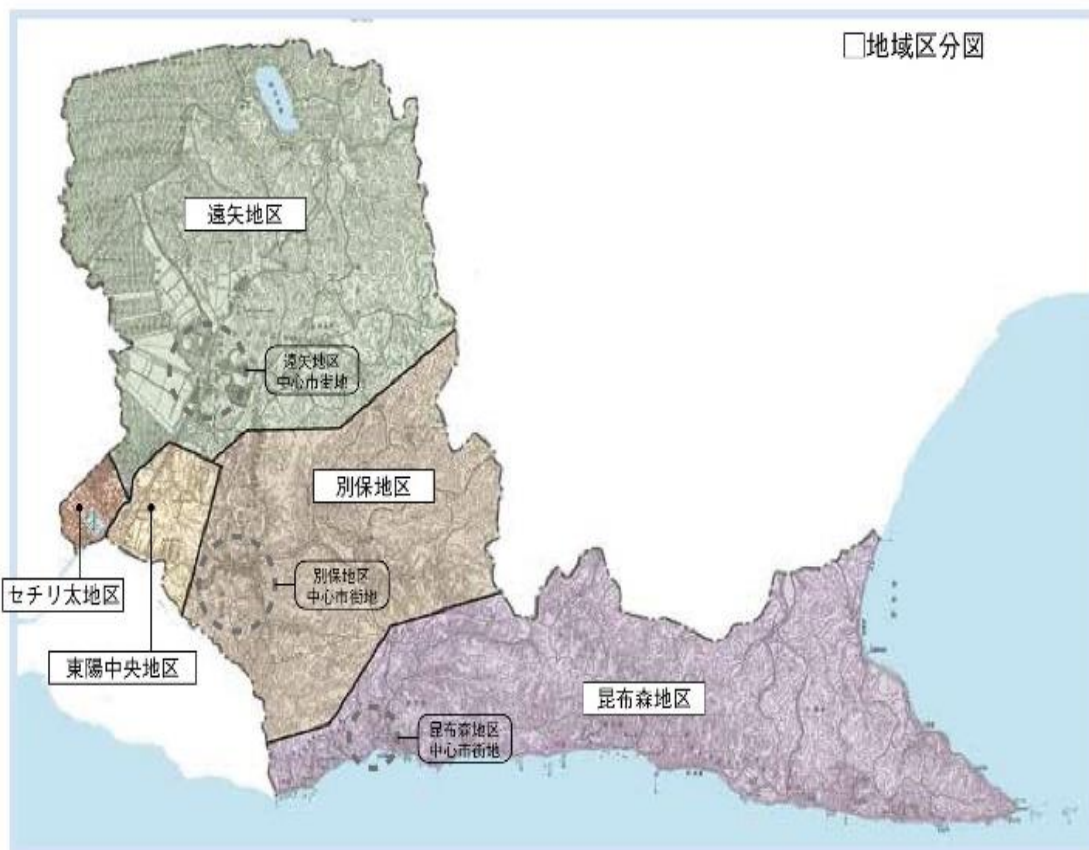 □地域区分図
遠矢地区
遠矢地区
中心市街地
別保地区
別保地区
中心市街地
セチリ太地区
東陽中央地区
昆布森地区
昆布森地区
中心市街地